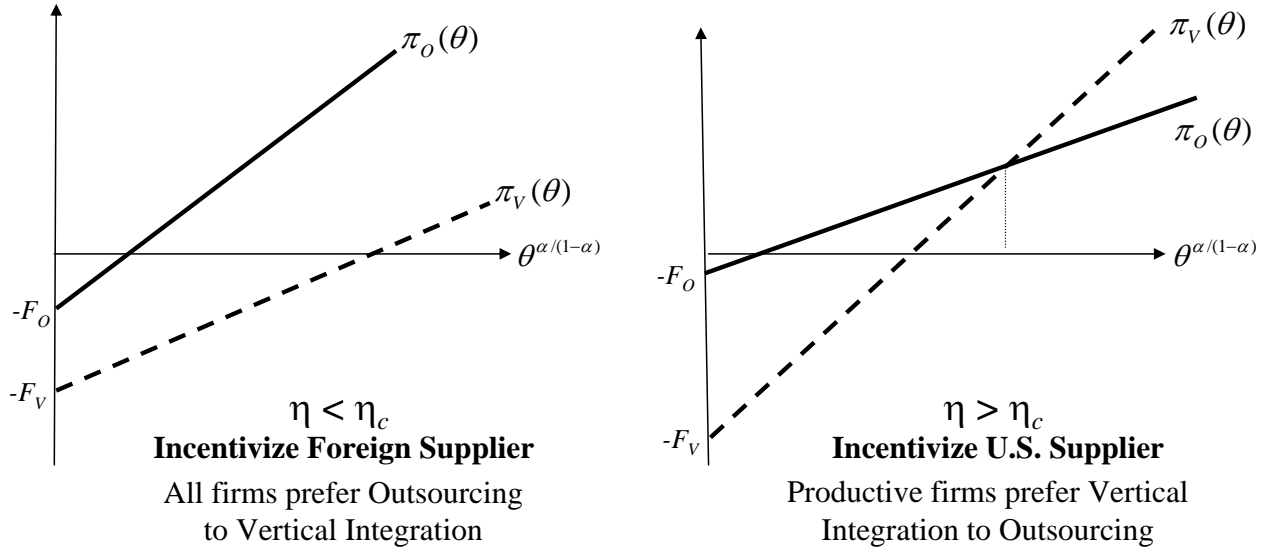 π_O(θ)
π_V(θ)
θ^{α/(1−α)}
-F_O
-F_V
η < η_c
Incentivize Foreign Supplier
All firms prefer Outsourcing
to Vertical Integration
π_V(θ)
π_O(θ)
θ^{α/(1−α)}
-F_O
-F_V
η > η_c
Incentivize U.S. Supplier
Productive firms prefer Vertical
Integration to Outsourcing